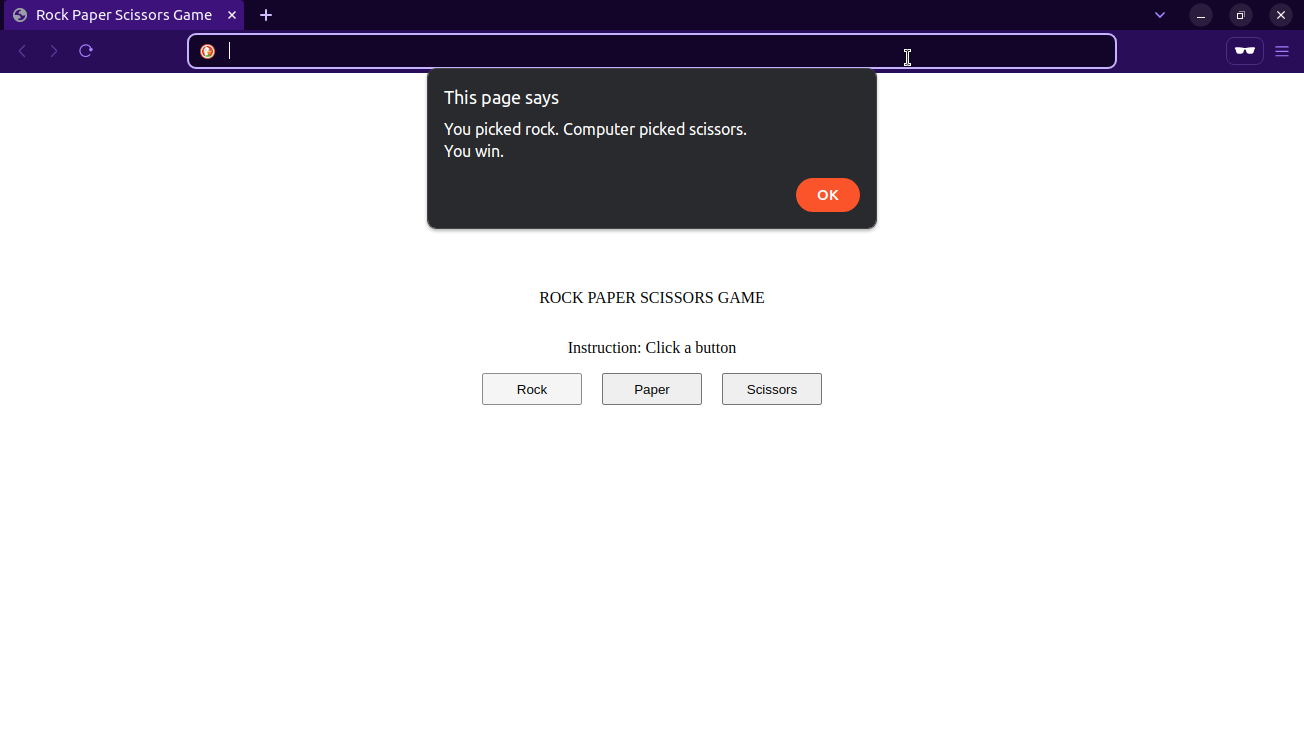 Rock Paper Scissors Game
This page says
You picked rock. Computer picked scissors.
You win.
OK
ROCK PAPER SCISSORS GAME
Instruction: Click a button
Rock
Paper
Scissors